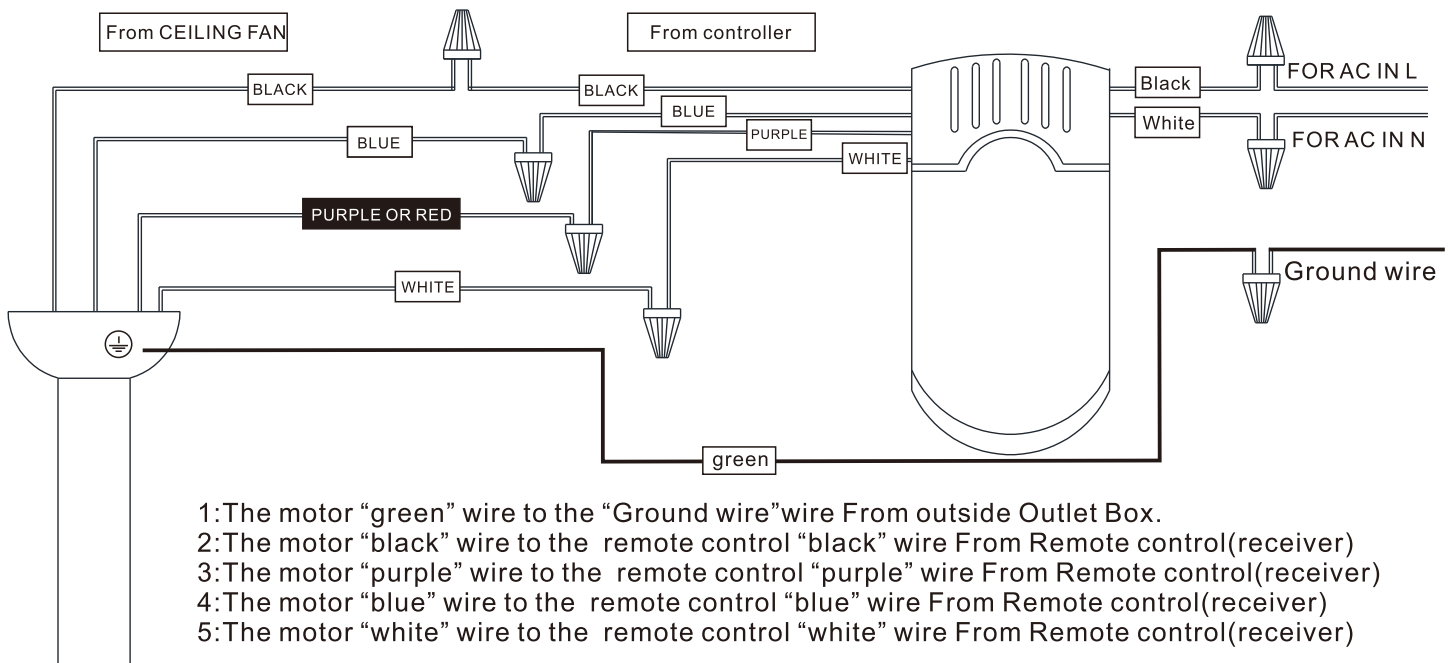 From CEILING FAN
From controller
FOR AC IN L
BLACK
BLACK
Black
BLUE
White
PURPLE
FOR AC IN N
BLUE
WHITE
PURPLE OR RED
Ground wire
WHITE
green
1:The motor “green” wire to the “Ground wire”wire From outside Outlet Box.
2:The motor “black” wire to the remote control “black” wire From Remote control(receiver)
3:The motor “purple” wire to the remote control “purple” wire From Remote control(receiver)
4:The motor “blue” wire to the remote control “blue” wire From Remote control(receiver)
5:The motor “white” wire to the remote control “white” wire From Remote control(receiver)